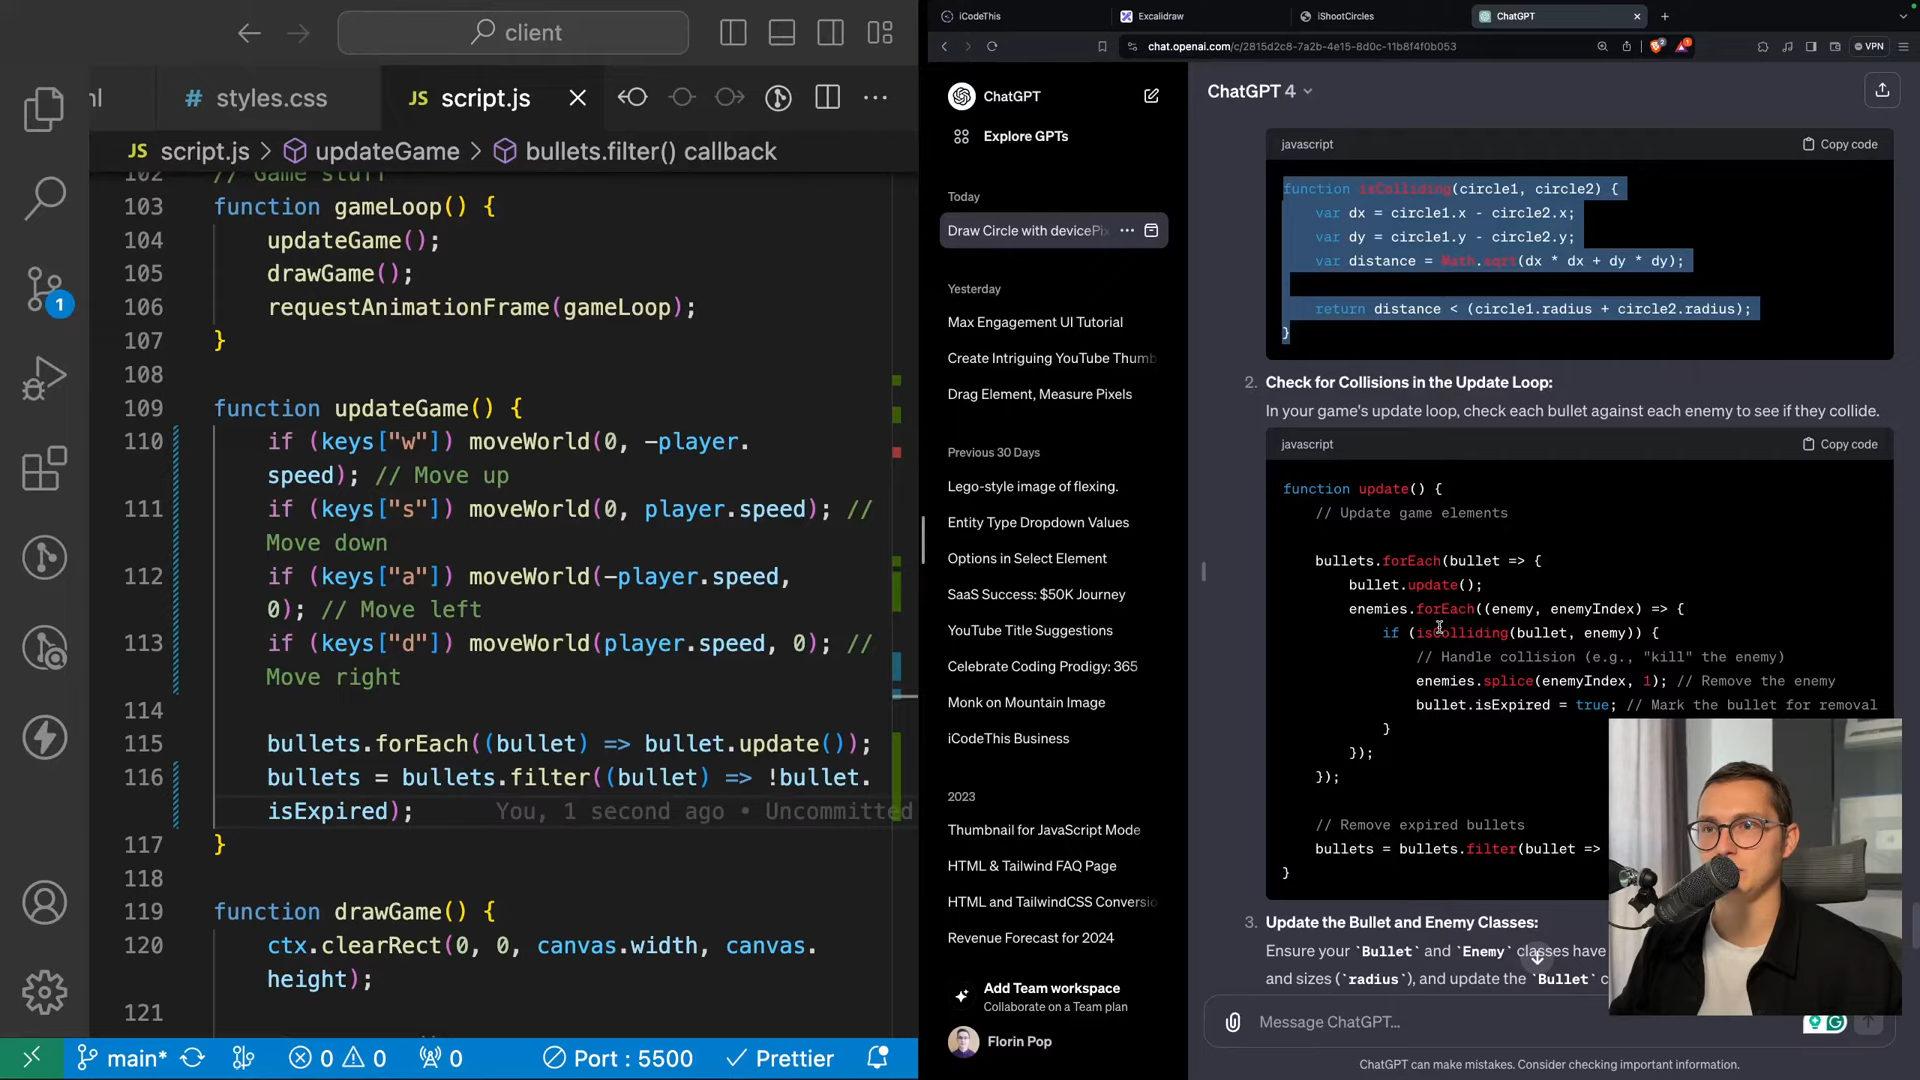 client
nl
# styles.css
JS script.js
JS script.js > updateGame > bullets.filter() callback
102
// Game stuff
103 function gameLoop() {
104 updateGame();
105 drawGame();
106 requestAnimationFrame(gameLoop);
107 }
108
109 function updateGame() {
110 if (keys["w"]) moveWorld(0, -player.
speed); // Move up
111 if (keys["s"]) moveWorld(0, player.speed); //
Move down
112 if (keys["a"]) moveWorld(-player.speed,
0); // Move left
113 if (keys["d"]) moveWorld(player.speed, 0); //
Move right
114
115 bullets.forEach((bullet) => bullet.update());
116 bullets = bullets.filter((bullet) => !bullet.
isExpired); You, 1 second ago • Uncommitted
117 }
118
119 function drawGame() {
120 ctx.clearRect(0, 0, canvas.width, canvas.
height);
121
1
main* 0 0 0 Port : 5500 Prettier
iCodeThis
Excalidraw
iShootCircles
ChatGPT
chat.openai.com/c/2815d2c8-7a2b-4e15-8d0c-11b8f4f0b053
VPN
ChatGPT
Explore GPTs
Today
Draw Circle with devicePix
Yesterday
Max Engagement UI Tutorial
Create Intriguing YouTube Thumb
Drag Element, Measure Pixels
Previous 30 Days
Lego-style image of flexing.
Entity Type Dropdown Values
Options in Select Element
SaaS Success: $50K Journey
YouTube Title Suggestions
Celebrate Coding Prodigy: 365
Monk on Mountain Image
iCodeThis Business
2023
Thumbnail for JavaScript Mode
HTML & Tailwind FAQ Page
HTML and TailwindCSS Conversio
Revenue Forecast for 2024
Add Team workspace
Collaborate on a Team plan
Florin Pop
ChatGPT 4
javascript Copy code
function isColliding(circle1, circle2) {
var dx = circle1.x - circle2.x;
var dy = circle1.y - circle2.y;
var distance = Math.sqrt(dx * dx + dy * dy);
return distance < (circle1.radius + circle2.radius);
}
2. Check for Collisions in the Update Loop:
In your game's update loop, check each bullet against each enemy to see if they collide.
javascript Copy code
function update() {
// Update game elements
bullets.forEach(bullet => {
bullet.update();
enemies.forEach((enemy, enemyIndex) => {
if (isColliding(bullet, enemy)) {
// Handle collision (e.g., "kill" the enemy)
enemies.splice(enemyIndex, 1); // Remove the enemy
bullet.isExpired = true; // Mark the bullet for removal
}
});
});
// Remove expired bullets
bullets = bullets.filter(bullet =>
}
3. Update the Bullet and Enemy Classes:
Ensure your `Bullet` and `Enemy` classes have
and sizes (`radius`), and update the `Bullet` c
Message ChatGPT...
ChatGPT can make mistakes. Consider checking important information.